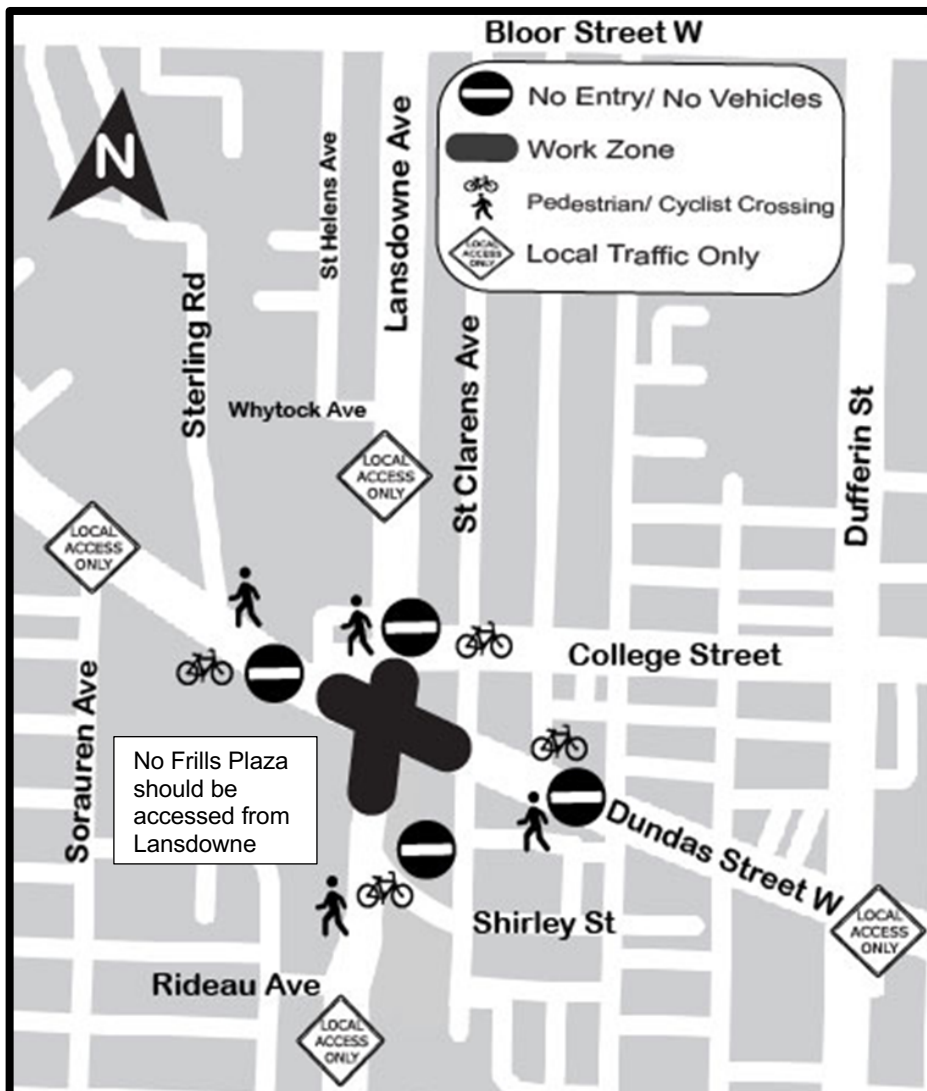 Bloor Street W
No Entry/ No Vehicles
Work Zone
Pedestrian/ Cyclist Crossing
LOCAL
ACCESS
ONLY
Local Traffic Only
N
St Helens Ave
Lansdowne Ave
Sterling Rd
St Clarens Ave
Dufferin St
Whytock Ave
LOCAL
ACCESS
ONLY
LOCAL
ACCESS
ONLY
College Street
Sorauren Ave
No Frills Plaza
should be
accessed from
Lansdowne
Dundas Street W
Shirley St
LOCAL
ACCESS
ONLY
Rideau Ave
LOCAL
ACCESS
ONLY